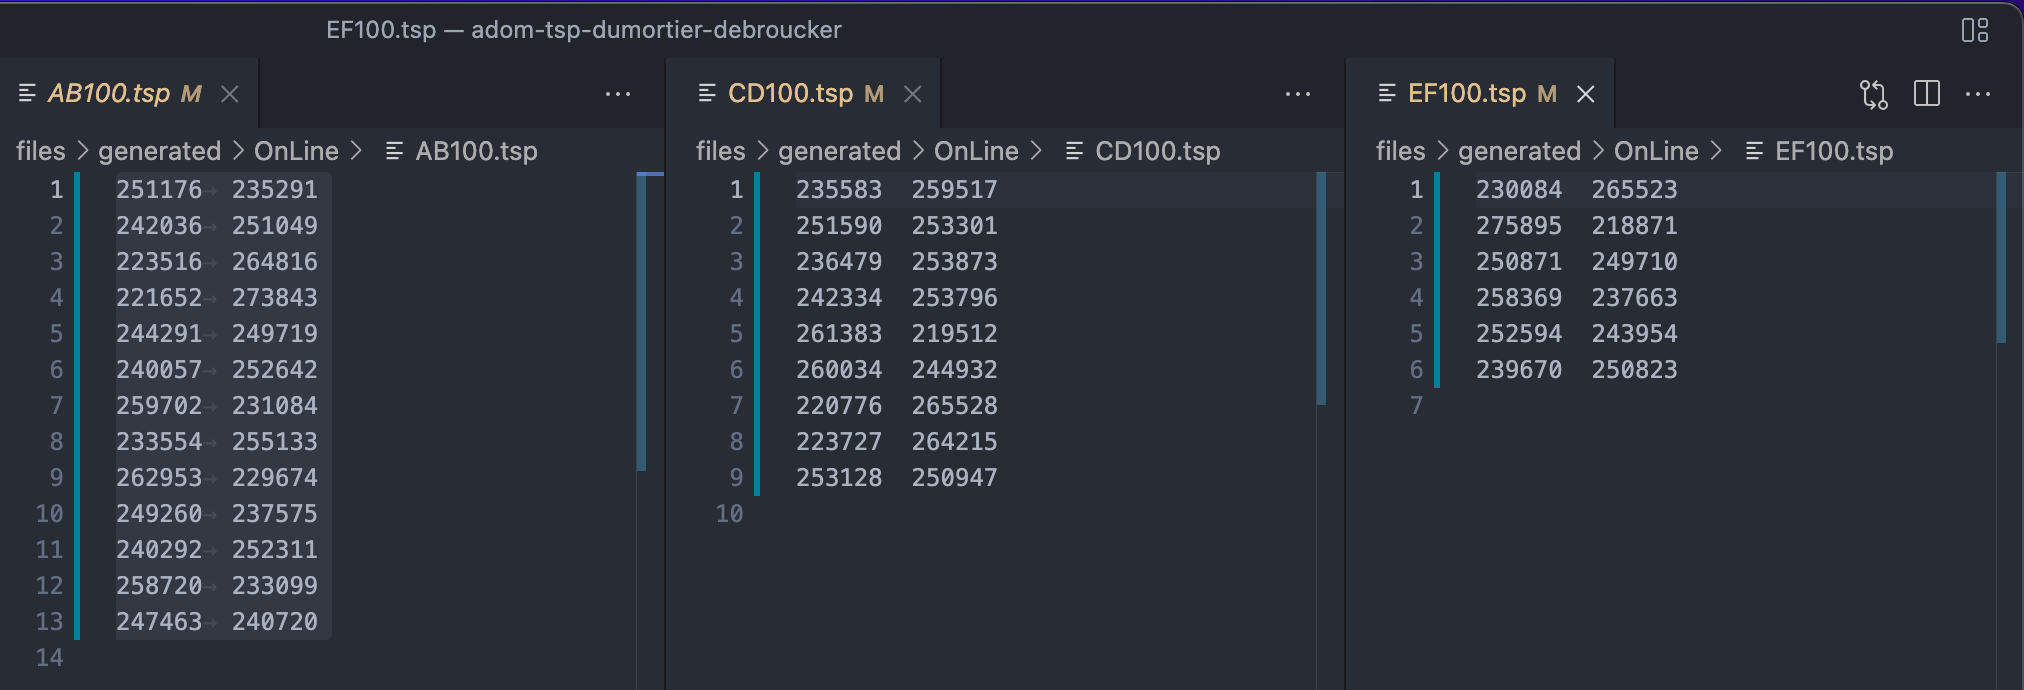 EF100.tsp — adom-tsp-dumortier-debroucker
AB100.tsp M
files > generated > OnLine > AB100.tsp
1 251176 235291
2 242036 251049
3 223516 264816
4 221652 273843
5 244291 249719
6 240057 252642
7 259702 231084
8 233554 255133
9 262953 229674
10 249260 237575
11 240292 252311
12 258720 233099
13 247463 240720
14
CD100.tsp M
files > generated > OnLine > CD100.tsp
1 235583 259517
2 251590 253301
3 236479 253873
4 242334 253796
5 261383 219512
6 260034 244932
7 220776 265528
8 223727 264215
9 253128 250947
10
EF100.tsp M
files > generated > OnLine > EF100.tsp
1 230084 265523
2 275895 218871
3 250871 249710
4 258369 237663
5 252594 243954
6 239670 250823
7